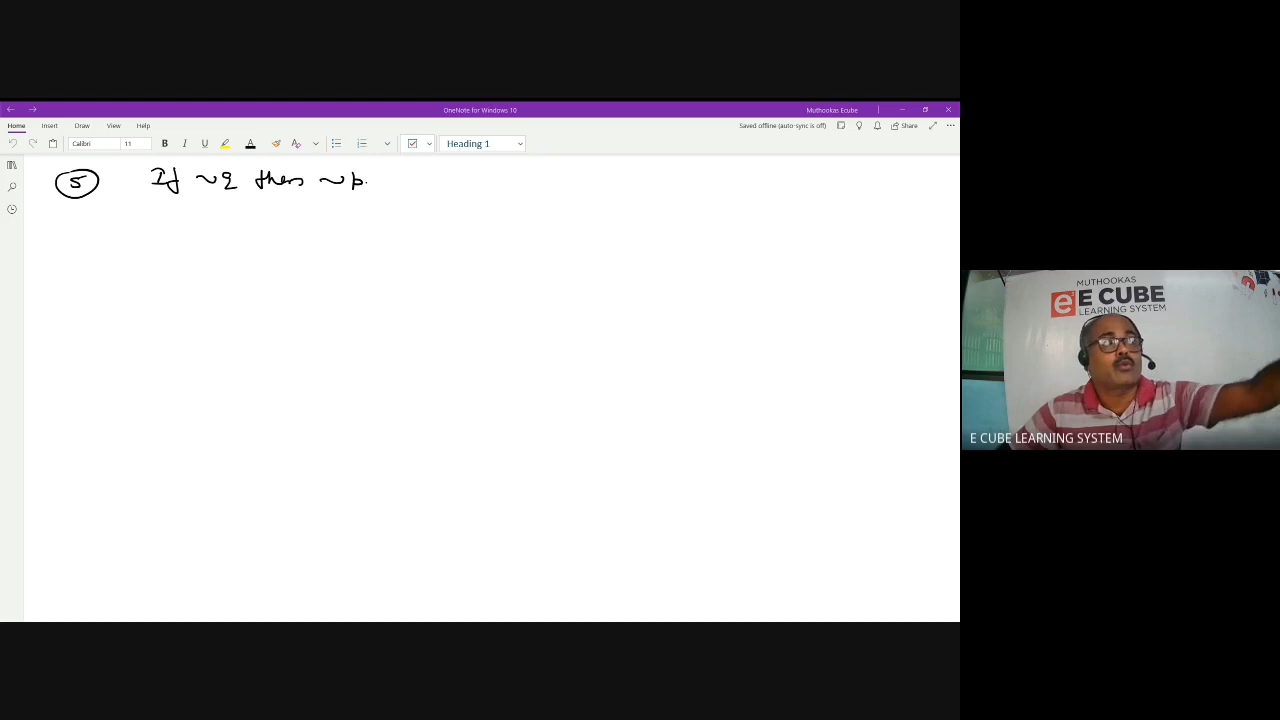 OneNote for Windows 10
Muthookas Ecube
Home Insert Draw View Help
Saved offline (auto-sync is off)
Share
Calibri 11 B I U A Heading 1
5 If ~q then ~p.
MUTHOOKAS
e E CUBE
LEARNING SYSTEM
E CUBE LEARNING SYSTEM